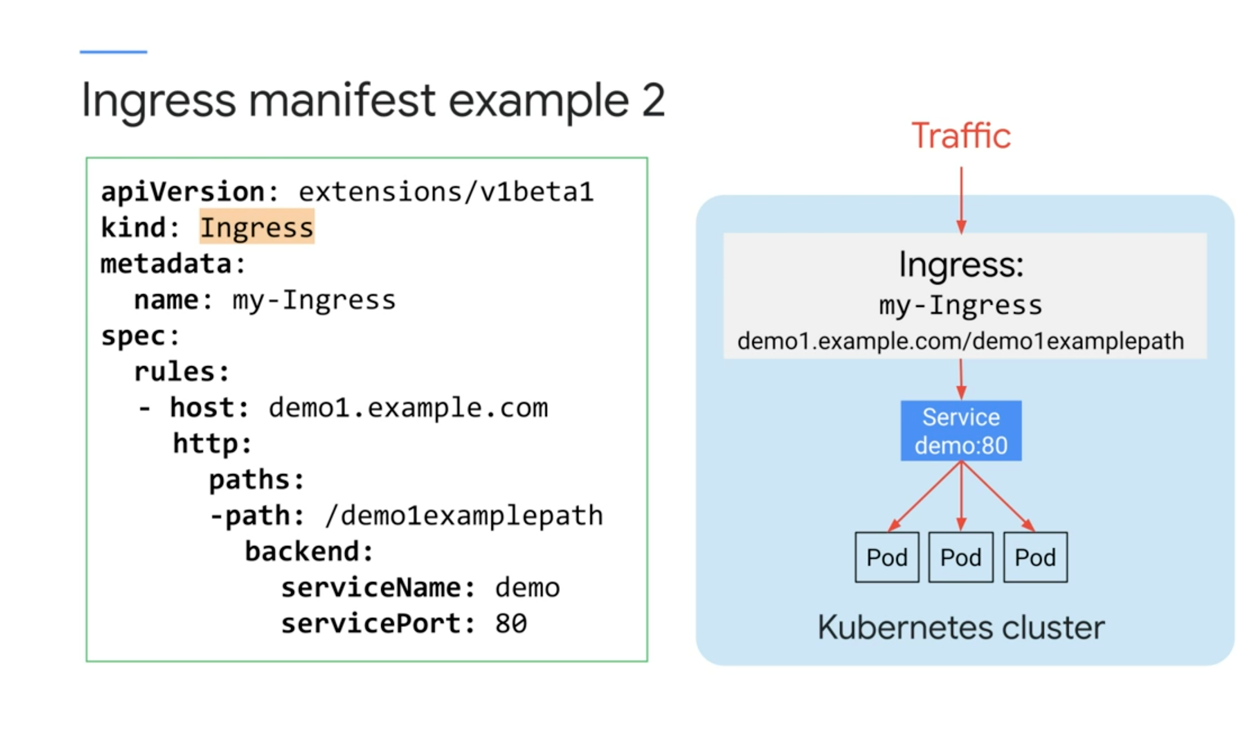 Ingress manifest example 2
apiVersion: extensions/v1beta1
kind: Ingress
metadata:
  name: my-Ingress
spec:
  rules:
  - host: demo1.example.com
    http:
      paths:
      -path: /demo1examplepath
        backend:
          serviceName: demo
          servicePort: 80
Traffic
Ingress:
my-Ingress
demo1.example.com/demo1examplepath
Service
demo:80
Pod Pod Pod
Kubernetes cluster